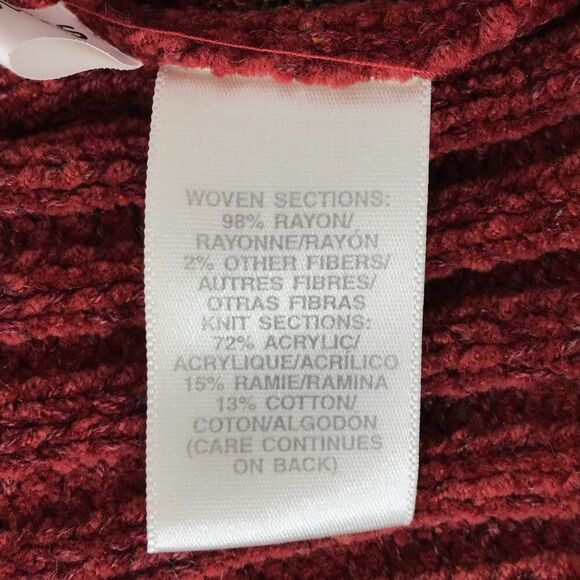 WOVEN SECTIONS:
98% RAYON/
RAYONNE/RAYÓN
2% OTHER FIBERS/
AUTRES FIBRES/
OTRAS FIBRAS
KNIT SECTIONS:
72% ACRYLIC/
ACRYLIQUE/ACRÍLICO
15% RAMIE/RAMINA
13% COTTON/
COTON/ALGODÓN
(CARE CONTINUES
ON BACK)